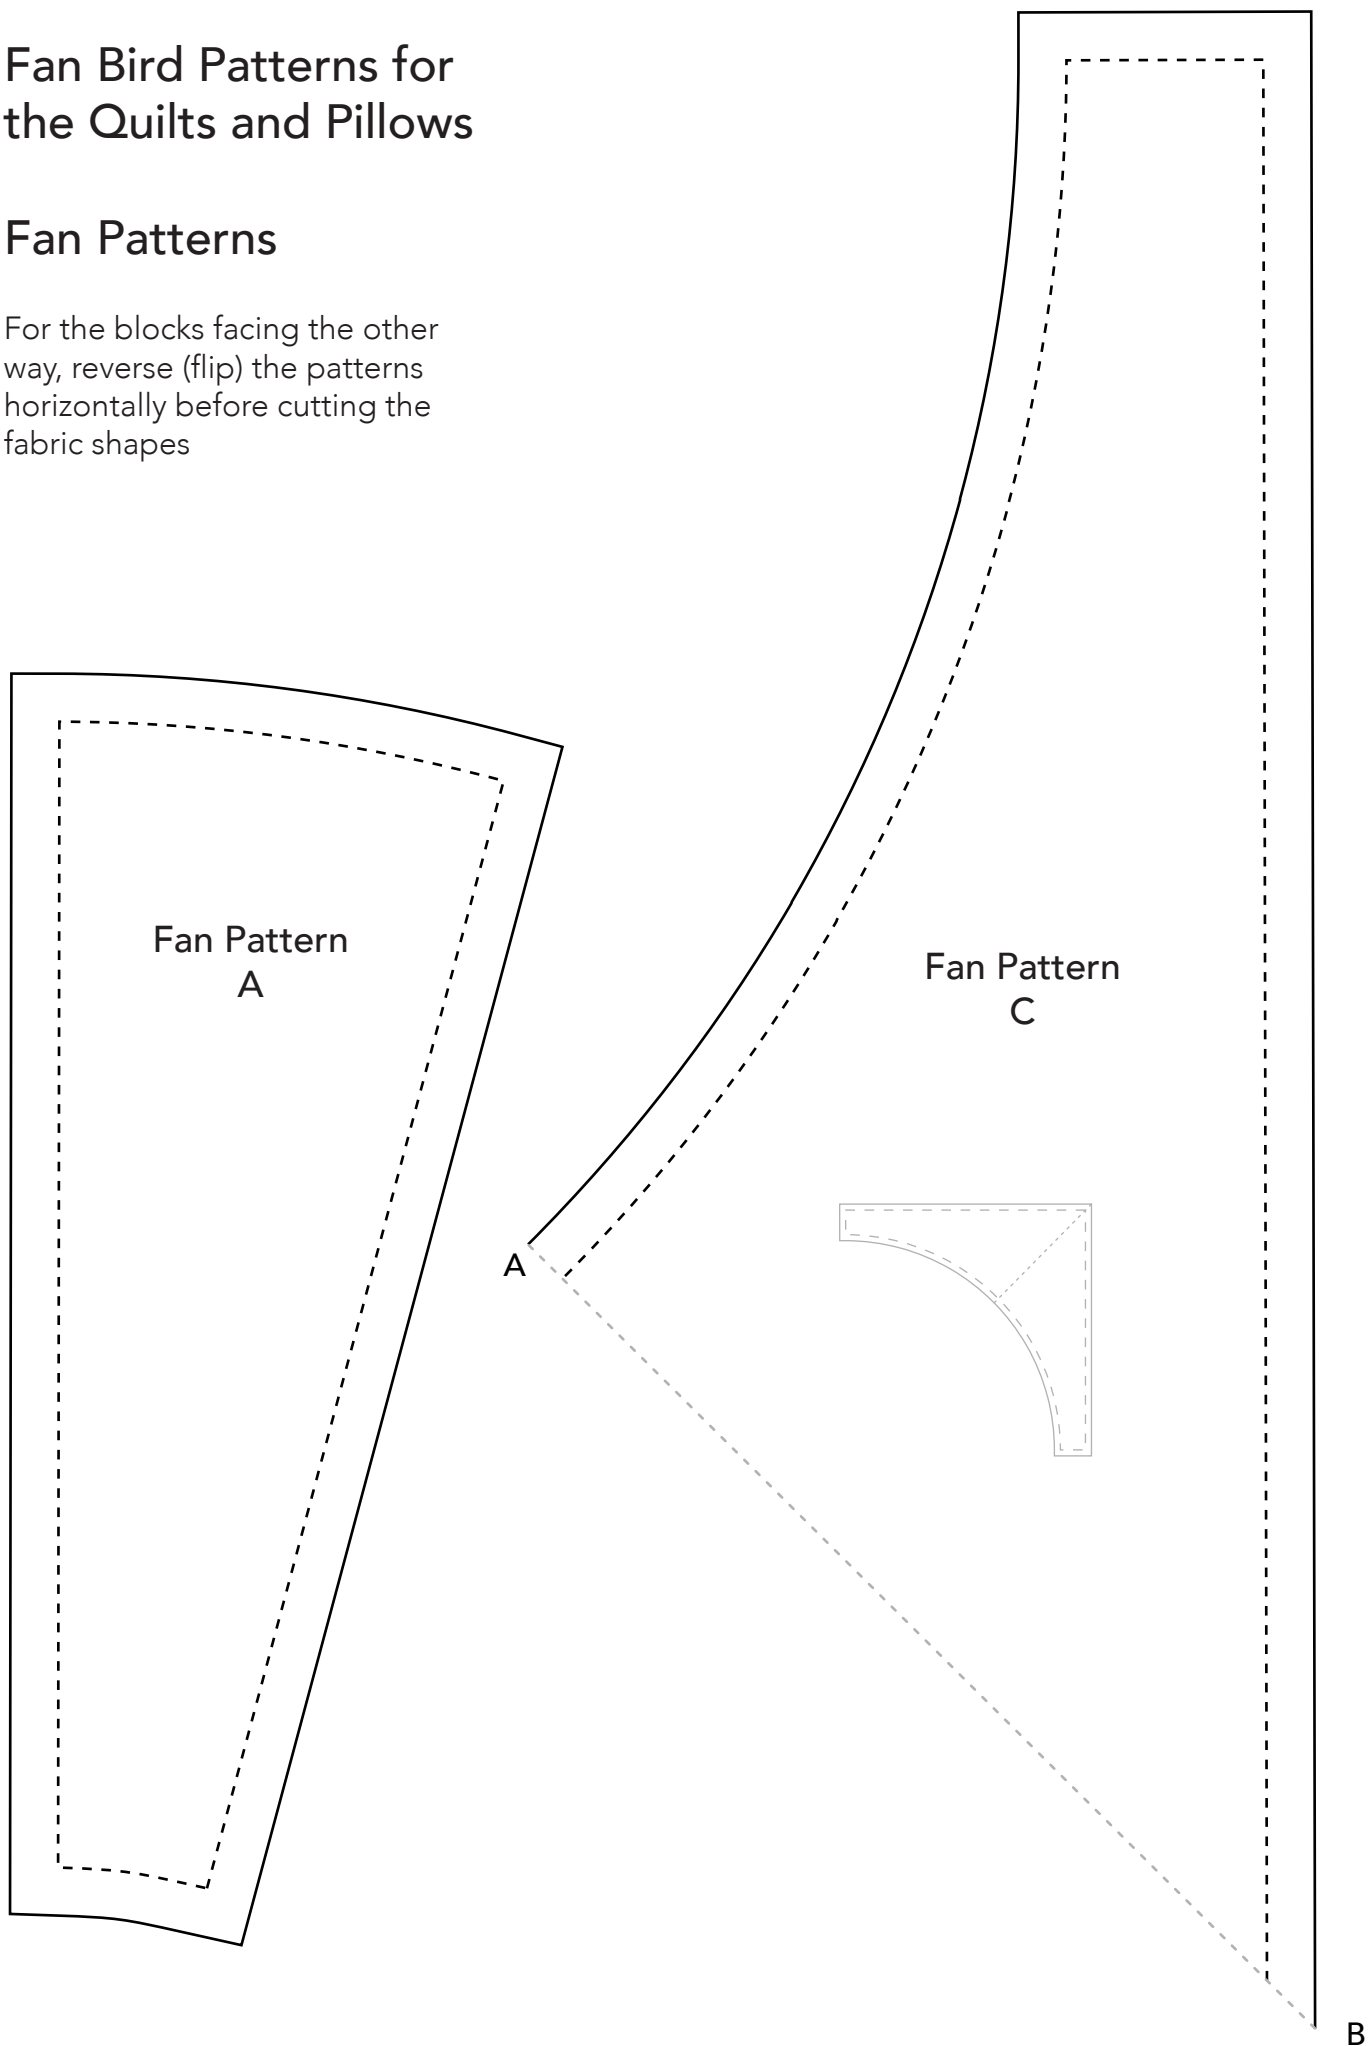 Fan Bird Patterns for
the Quilts and Pillows
Fan Patterns
For the blocks facing the other
way, reverse (flip) the patterns
horizontally before cutting the
fabric shapes
Fan Pattern
A
Fan Pattern
C
A
B